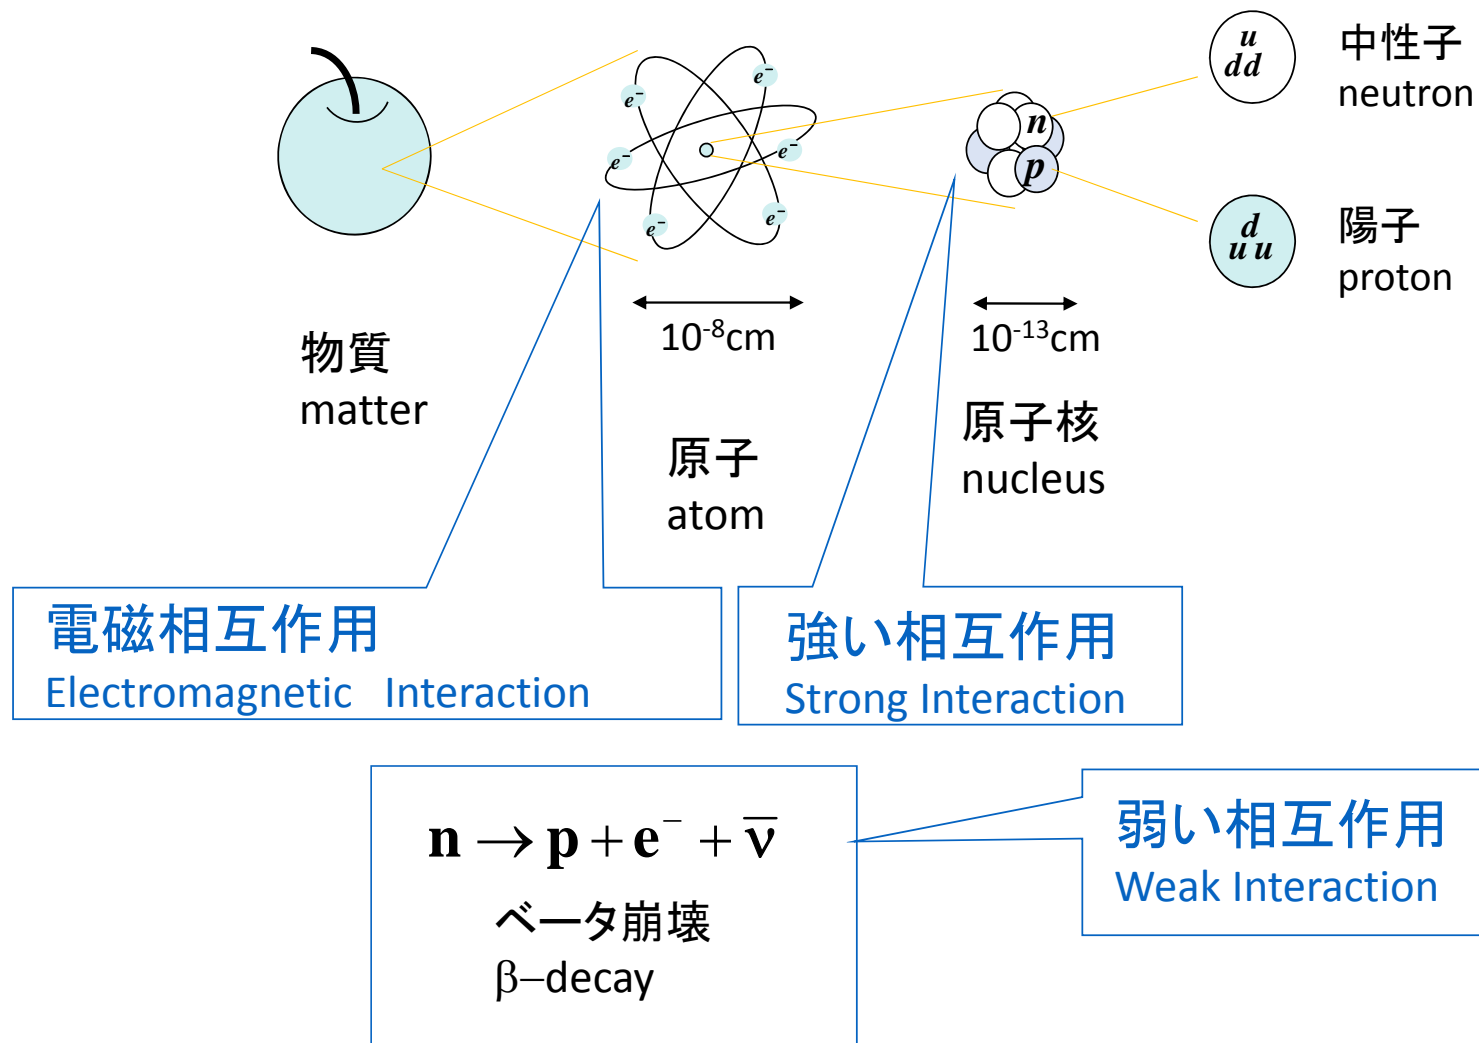 u
dd
中性子
neutron
e⁻
e⁻
e⁻
e⁻
e⁻
e⁻
n
p
d
u u
陽子
proton
10⁻⁸cm
10⁻¹³cm
物質
matter
原子
atom
原子核
nucleus
電磁相互作用
Electromagnetic Interaction
強い相互作用
Strong Interaction
n → p + e⁻ + ν̅
ベータ崩壊
β–decay
弱い相互作用
Weak Interaction